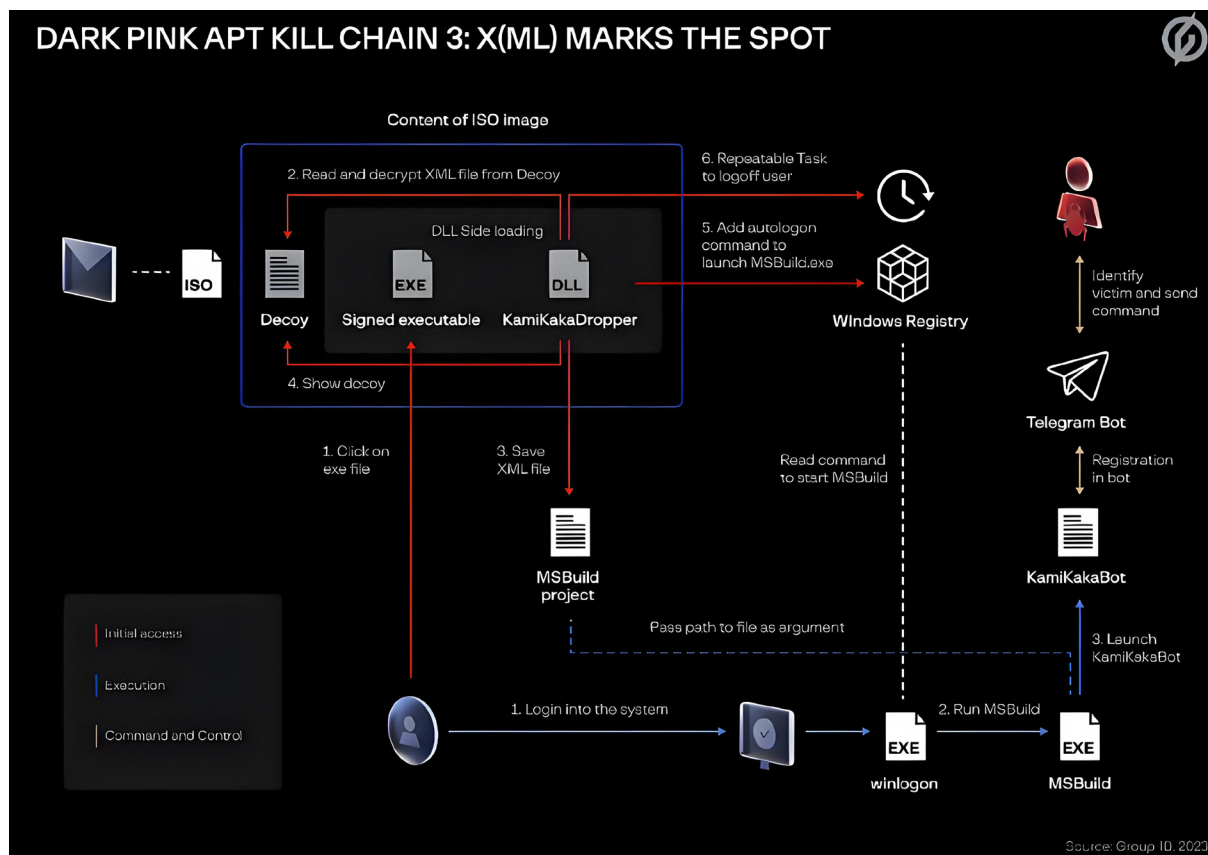 DARK PINK APT KILL CHAIN 3: X(ML) MARKS THE SPOT
Content of ISO image
2. Read and decrypt XML file from Decoy
6. Repeatable Task
to logoff user
DLL Side loading
5. Add autologon
command to
launch MSBuild.exe
ISO
EXE
DLL
Decoy
Signed executable
KamiKakaDropper
WIndows Registry
Identify
victim and send
command
4. Show decoy
Telegram Bot
1. Click on
exe file
3. Save
XML file
Read command
to start MSBuild
Registration
in bot
MSBuild
project
KamiKakaBot
Pass path to file as argument
3. Launch
KamiKakaBot
Initial access
Execution
Command and Control
1. Login into the system
2. Run MSBuild
EXE
EXE
winlogon
MSBuild
Source: Group-IB, 2023